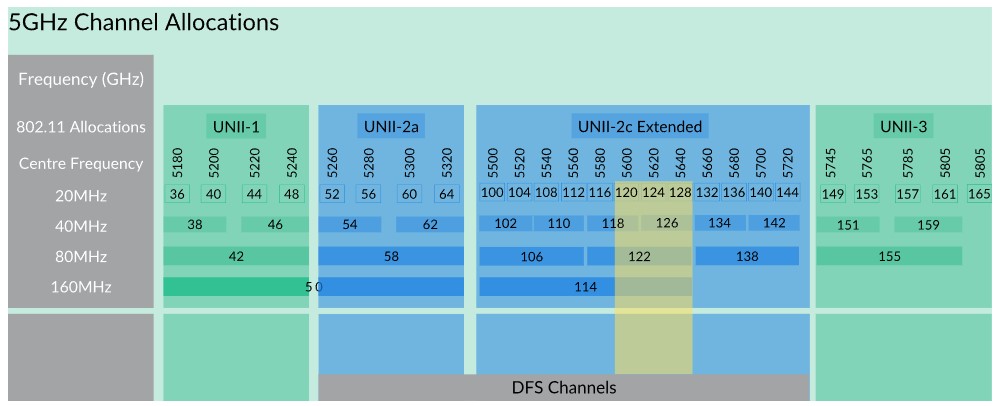 5GHz Channel Allocations
Frequency (GHz)
802.11 Allocations UNII-1 UNII-2a UNII-2c Extended UNII-3
Centre Frequency 5180 5200 5220 5240 5260 5280 5300 5320 5500 5520 5540 5560 5580 5600 5620 5640 5660 5680 5700 5720 5745 5765 5785 5805 5805
20MHz 36 40 44 48 52 56 60 64 100 104 108 112 116 120 124 128 132 136 140 144 149 153 157 161 165
40MHz 38 46 54 62 102 110 118 126 134 142 151 159
80MHz 42 58 106 122 138 155
160MHz 50 114
DFS Channels